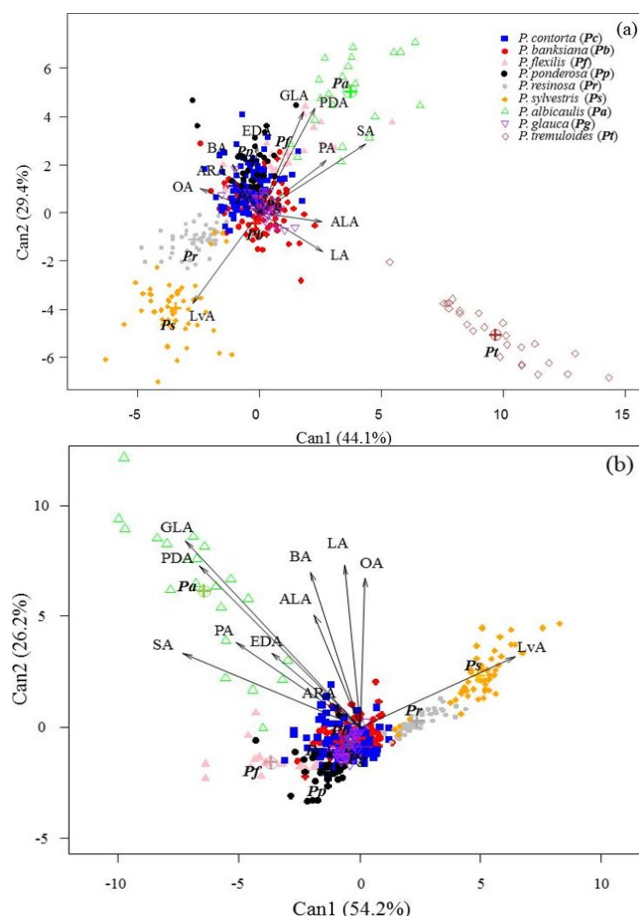 (a)
P. contorta (Pc)
P. banksiana (Pb)
P. flexilis (Pf)
P. ponderosa (Pp)
P. resinosa (Pr)
P. sylvestris (Ps)
P. albicaulis (Pa)
P. glauca (Pg)
P. tremuloides (Pt)
6
4
2
0
-2
-4
-6
Can2 (29.4%)
Pa
GLA
PDA
SA
EDA
Pf
BA
PA
ARA
OA
ALA
Pb
LA
Pr
LvA
Ps
Pt
-5
0
5
10
15
Can1 (44.1%)
(b)
10
5
0
-5
Can2 (26.2%)
GLA
PDA
BA
LA
OA
Pa
ALA
PA
EDA
SA
LvA
Ps
ARA
Pr
Pf
Pp
-10
-5
0
5
10
Can1 (54.2%)